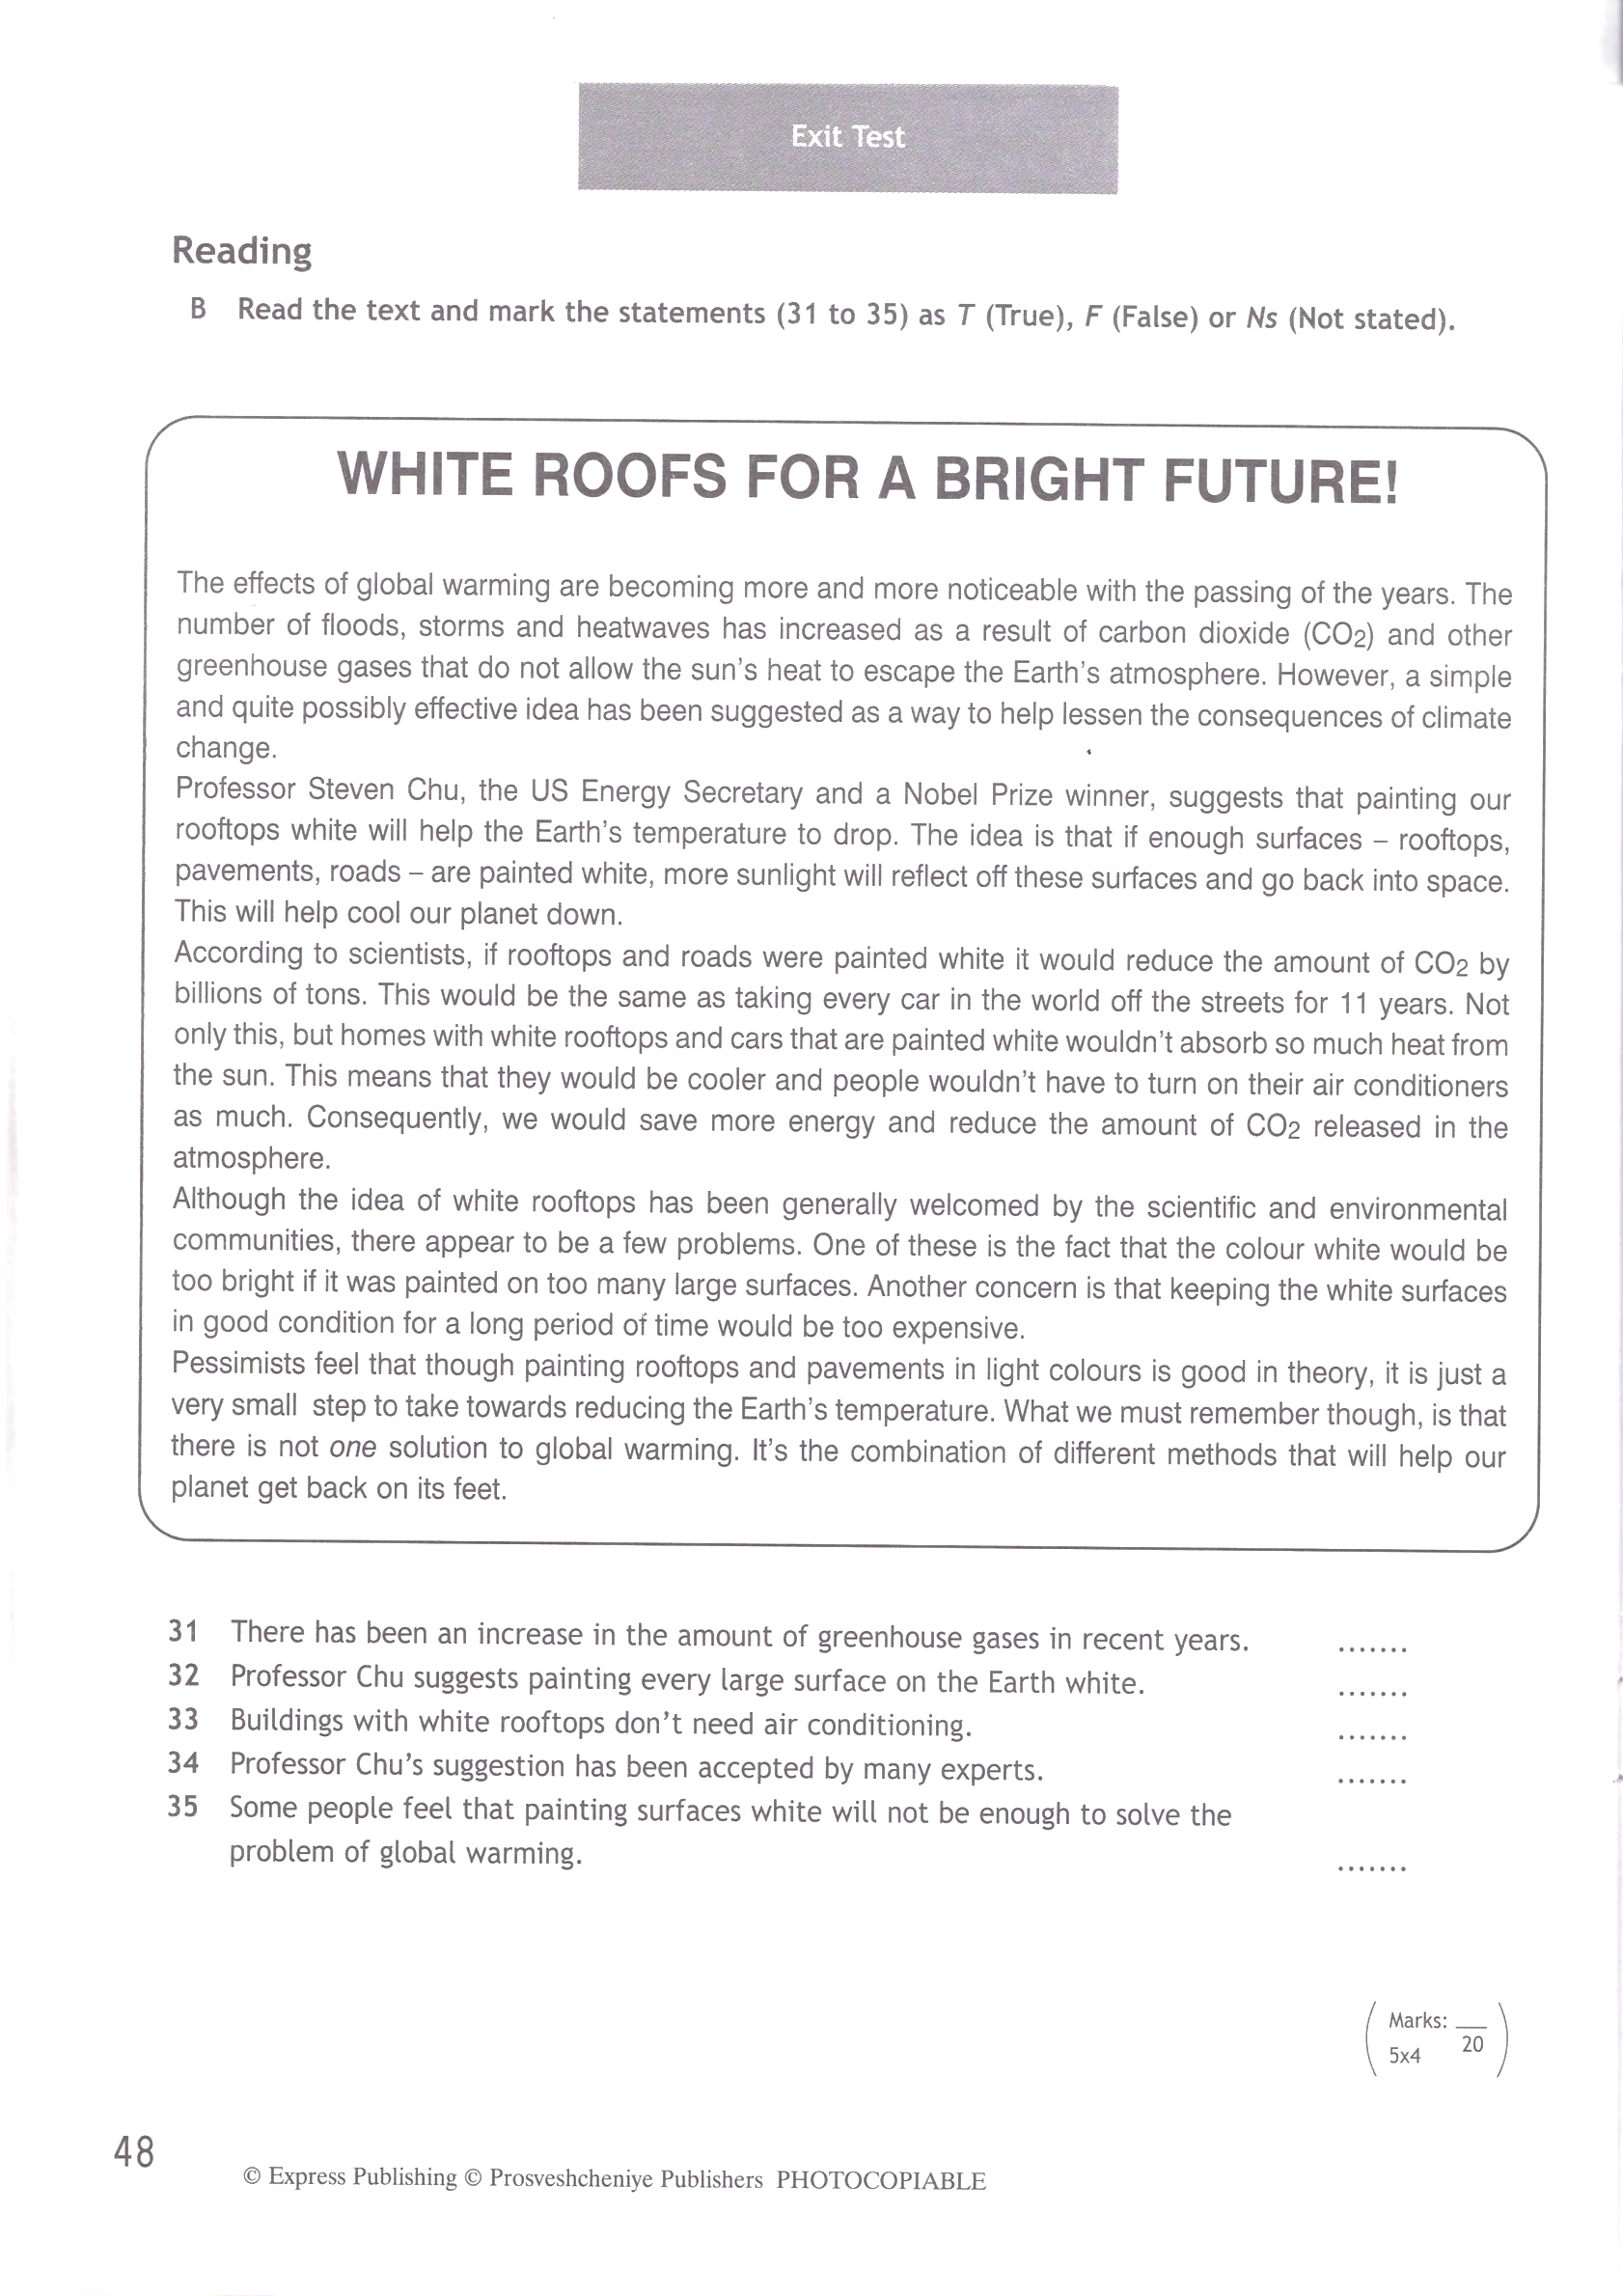 Exit Test
Reading
B Read the text and mark the statements (31 to 35) as T (True), F (False) or Ns (Not stated).
WHITE ROOFS FOR A BRIGHT FUTURE!
The effects of global warming are becoming more and more noticeable with the passing of the years. The
number of floods, storms and heatwaves has increased as a result of carbon dioxide (CO2) and other
greenhouse gases that do not allow the sun's heat to escape the Earth's atmosphere. However, a simple
and quite possibly effective idea has been suggested as a way to help lessen the consequences of climate
change.
Professor Steven Chu, the US Energy Secretary and a Nobel Prize winner, suggests that painting our
rooftops white will help the Earth's temperature to drop. The idea is that if enough surfaces – rooftops,
pavements, roads – are painted white, more sunlight will reflect off these surfaces and go back into space.
This will help cool our planet down.
According to scientists, if rooftops and roads were painted white it would reduce the amount of CO2 by
billions of tons. This would be the same as taking every car in the world off the streets for 11 years. Not
only this, but homes with white rooftops and cars that are painted white wouldn't absorb so much heat from
the sun. This means that they would be cooler and people wouldn't have to turn on their air conditioners
as much. Consequently, we would save more energy and reduce the amount of CO2 released in the
atmosphere.
Although the idea of white rooftops has been generally welcomed by the scientific and environmental
communities, there appear to be a few problems. One of these is the fact that the colour white would be
too bright if it was painted on too many large surfaces. Another concern is that keeping the white surfaces
in good condition for a long period of time would be too expensive.
Pessimists feel that though painting rooftops and pavements in light colours is good in theory, it is just a
very small step to take towards reducing the Earth's temperature. What we must remember though, is that
there is not one solution to global warming. It's the combination of different methods that will help our
planet get back on its feet.
31 There has been an increase in the amount of greenhouse gases in recent years. .......
32 Professor Chu suggests painting every large surface on the Earth white. .......
33 Buildings with white rooftops don't need air conditioning. .......
34 Professor Chu's suggestion has been accepted by many experts. .......
35 Some people feel that painting surfaces white will not be enough to solve the
problem of global warming. .......
Marks: __
5x4 20
48
© Express Publishing © Prosveshcheniye Publishers PHOTOCOPIABLE